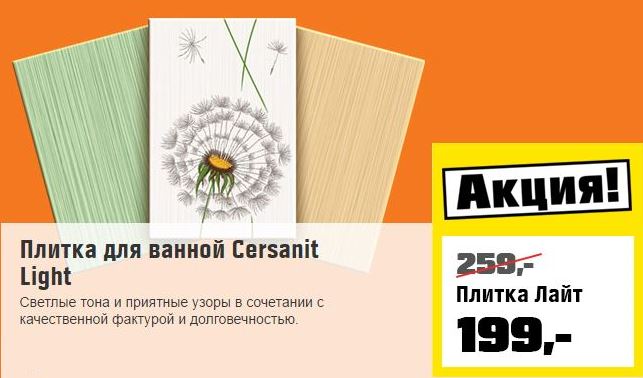 Плитка для ванной Cersanit
Light
Светлые тона и приятные узоры в сочетании с
качественной фактурой и долговечностью.
Акция!
259,-
Плитка Лайт
199,-